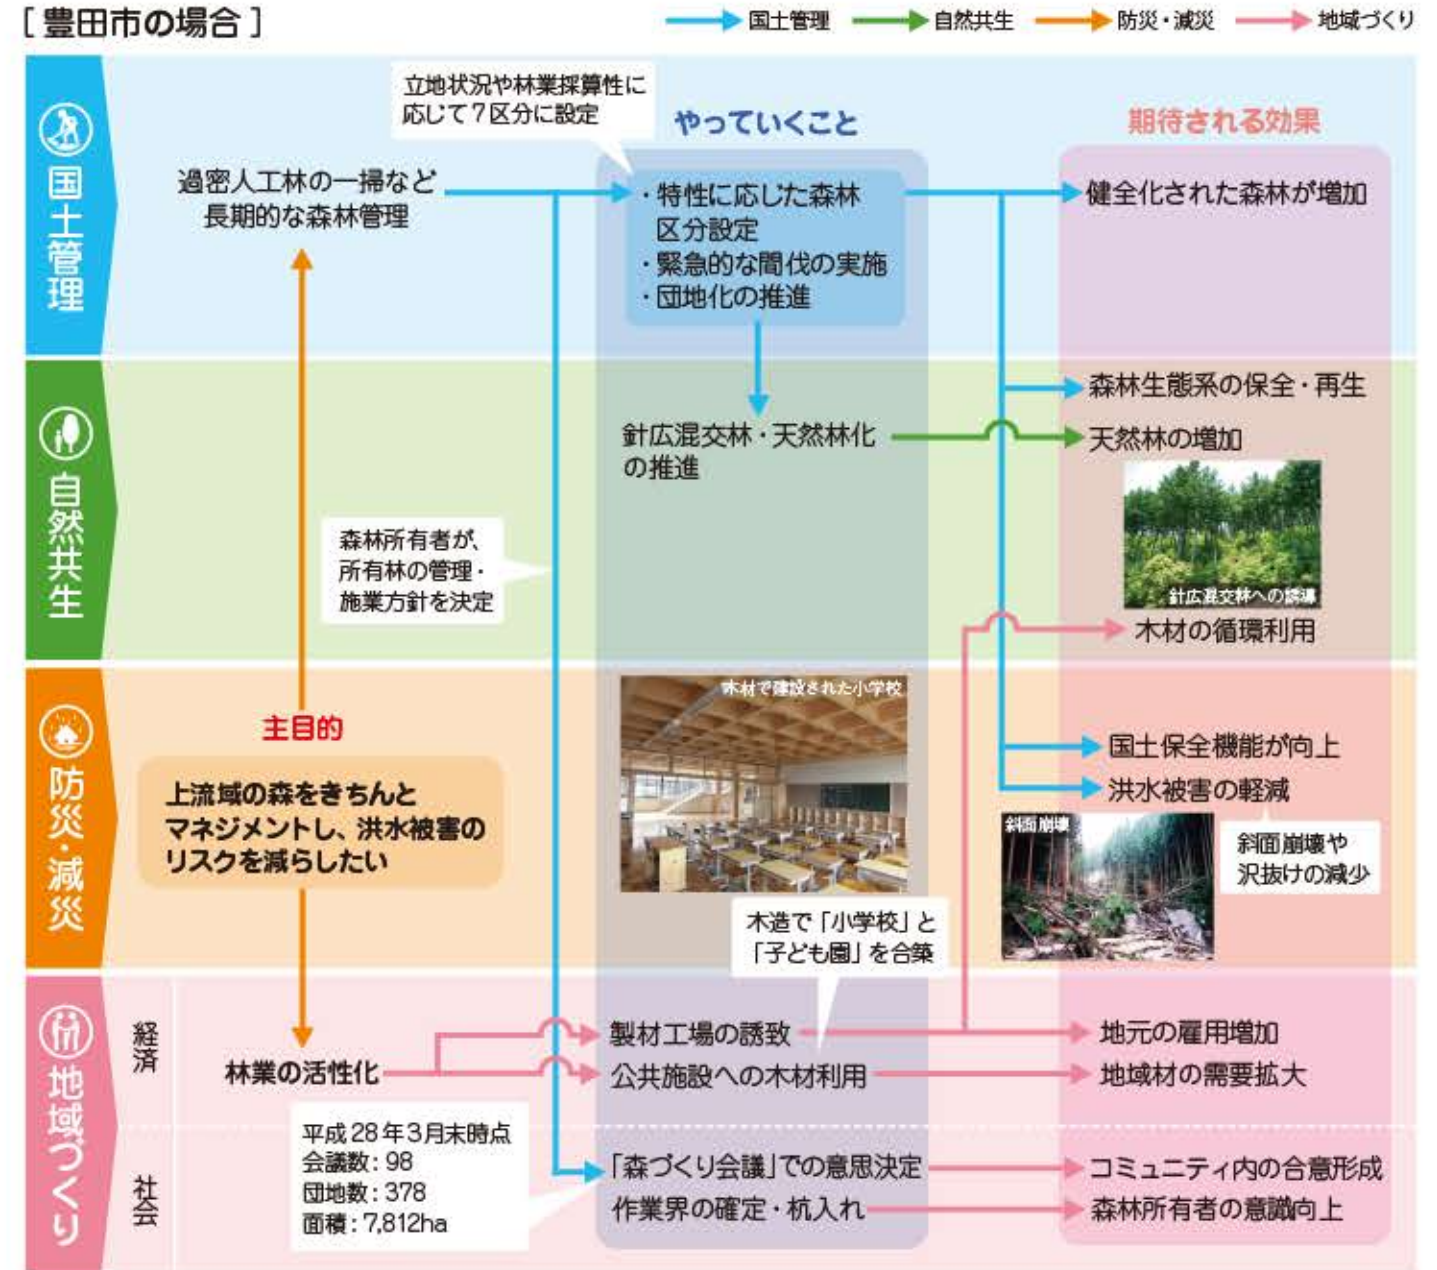 [ 豊田市の場合 ]
国土管理
自然共生
防災・減災
地域づくり
国土管理
立地状況や林業採算性に
応じて7区分に設定
やっていくこと
期待される効果
過密人工林の一掃など
長期的な森林管理
・特性に応じた森林
区分設定
・緊急的な間伐の実施
・団地化の推進
健全化された森林が増加
自然共生
森林生態系の保全・再生
針広混交林・天然林化
の推進
天然林の増加
針広混交林への誘導
森林所有者が、
所有林の管理・
施業方針を決定
木材の循環利用
防災・減災
主目的
上流域の森をきちんと
マネジメントし、洪水被害の
リスクを減らしたい
木材で建設された小学校
国土保全機能が向上
洪水被害の軽減
斜面崩壊
斜面崩壊や
沢抜けの減少
木造で「小学校」と
「子ども園」を合築
地域づくり
経済
林業の活性化
製材工場の誘致
地元の雇用増加
公共施設への木材利用
地域材の需要拡大
社会
平成28年3月末時点
会議数：98
団地数：378
面積：7,812ha
「森づくり会議」での意思決定
コミュニティ内の合意形成
作業界の確定・杭入れ
森林所有者の意識向上